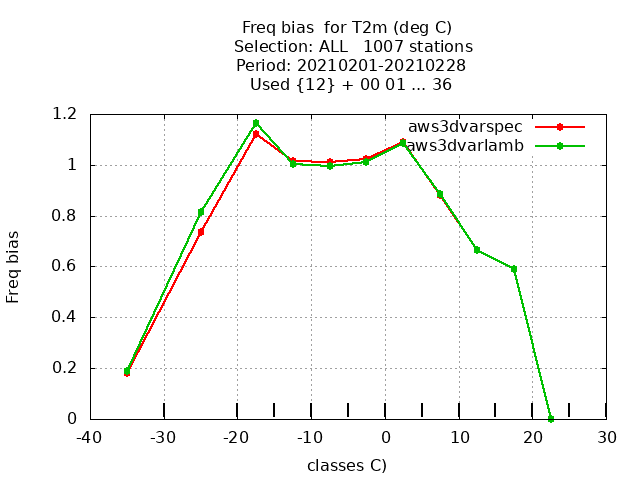 Freq bias  for T2m (deg C)
Selection: ALL   1007 stations
Period: 20210201-20210228
Used {12} + 00 01 ... 36
aws3dvarspec
aws3dvarlamb
Freq bias
1.2
1
0.8
0.6
0.4
0.2
0
-40 -30 -20 -10 0 10 20 30
classes C)